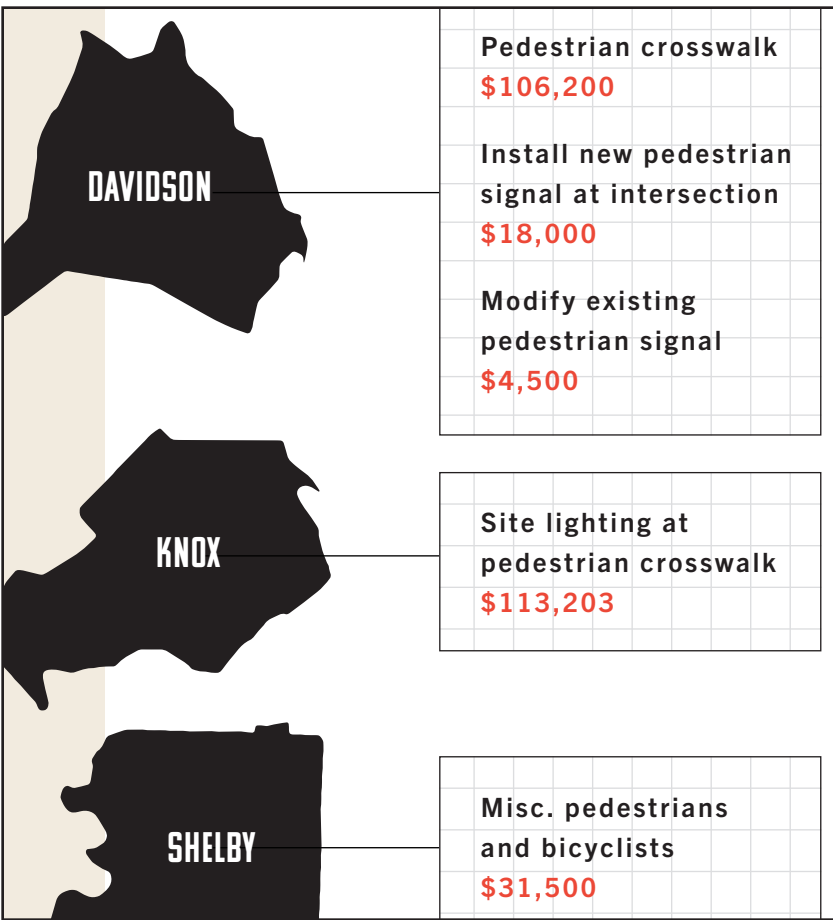 DAVIDSON
Pedestrian crosswalk
$106,200
Install new pedestrian
signal at intersection
$18,000
Modify existing
pedestrian signal
$4,500
KNOX
Site lighting at
pedestrian crosswalk
$113,203
SHELBY
Misc. pedestrians
and bicyclists
$31,500